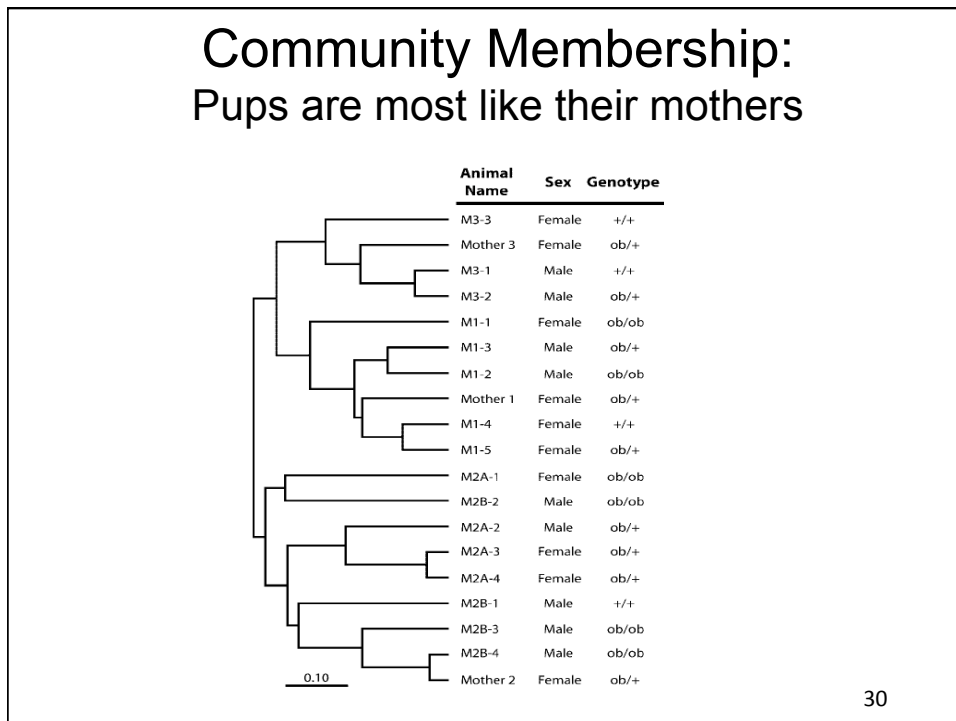 Community Membership:
Pups are most like their mothers
Animal
Name Sex Genotype
M3-3 Female +/+
Mother 3 Female ob/+
M3-1 Male +/+
M3-2 Male ob/+
M1-1 Female ob/ob
M1-3 Male ob/+
M1-2 Male ob/ob
Mother 1 Female ob/+
M1-4 Female +/+
M1-5 Female ob/+
M2A-1 Female ob/ob
M2B-2 Male ob/ob
M2A-2 Male ob/+
M2A-3 Female ob/+
M2A-4 Female ob/+
M2B-1 Male +/+
M2B-3 Male ob/ob
M2B-4 Male ob/ob
Mother 2 Female ob/+
0.10
30